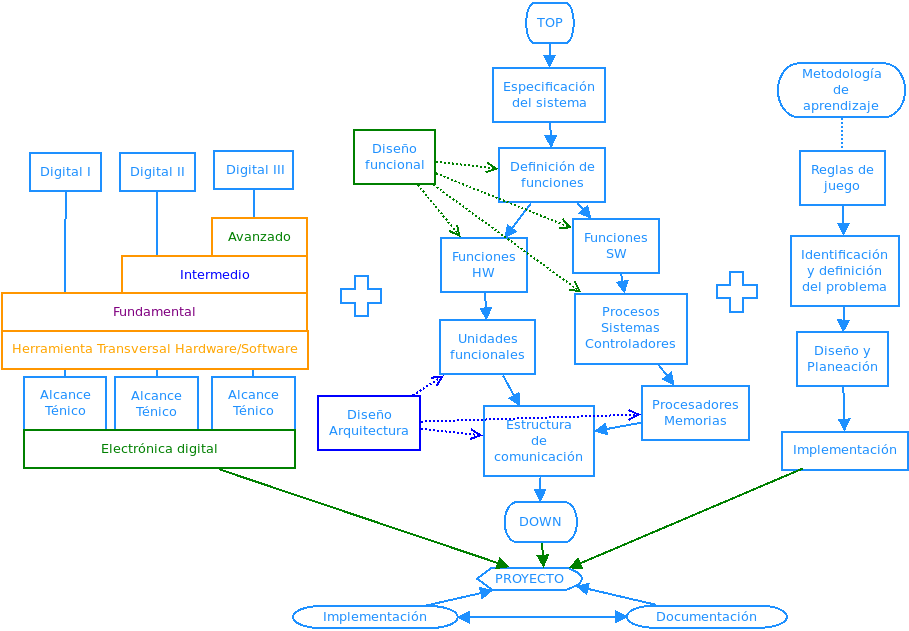 TOP
Especificación
del sistema
Metodología
de
aprendizaje
Diseño
funcional
Definición de
funciones
Reglas de
juego
Digital I
Digital II
Digital III
Avanzado
Intermedio
Fundamental
Herramienta Transversal Hardware/Software
Alcance
Ténico
Alcance
Ténico
Alcance
Ténico
Electrónica digital
Funciones
HW
Funciones
SW
Identificación
y definición
del problema
Unidades
funcionales
Procesos
Sistemas
Controladores
Diseño y
Planeación
Diseño
Arquitectura
Estructura
de
comunicación
Procesadores
Memorias
Implementación
DOWN
PROYECTO
Implementación
Documentación